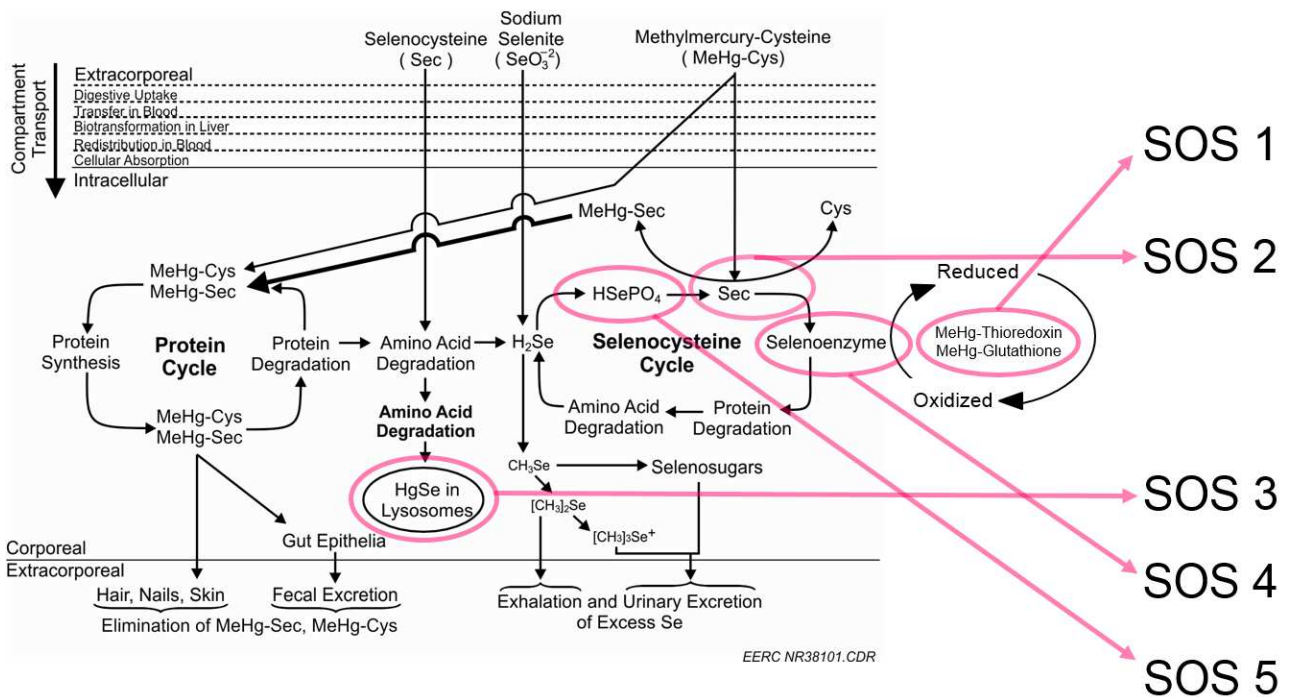 Selenocysteine
( Sec )
Sodium
Selenite
(SeO₃⁻²)
Methylmercury-Cysteine
( MeHg-Cys)
Compartment
Transport
Extracorporeal
Digestive Uptake
Transfer in Blood
Biotransformation in Liver
Redistribution in Blood
Cellular Absorption
Intracellular
SOS 1
SOS 2
MeHg-Sec
Cys
MeHg-Cys
MeHg-Sec
HSePO₄
Sec
Reduced
Protein
Synthesis
Protein
Cycle
Protein
Degradation
Amino Acid
Degradation
H₂Se
Selenocysteine
Cycle
Selenoenzyme
MeHg-Thioredoxin
MeHg-Glutathione
Oxidized
MeHg-Cys
MeHg-Sec
Amino Acid
Degradation
Amino Acid
Degradation
Protein
Degradation
HgSe in
Lysosomes
CH₃Se
Selenosugars
[CH₃]₂Se
[CH₃]₃Se⁺
SOS 3
Gut Epithelia
Corporeal
Extracorporeal
Hair, Nails, Skin
Fecal Excretion
Elimination of MeHg-Sec, MeHg-Cys
Exhalation and Urinary Excretion
of Excess Se
SOS 4
EERC NR38101.CDR
SOS 5